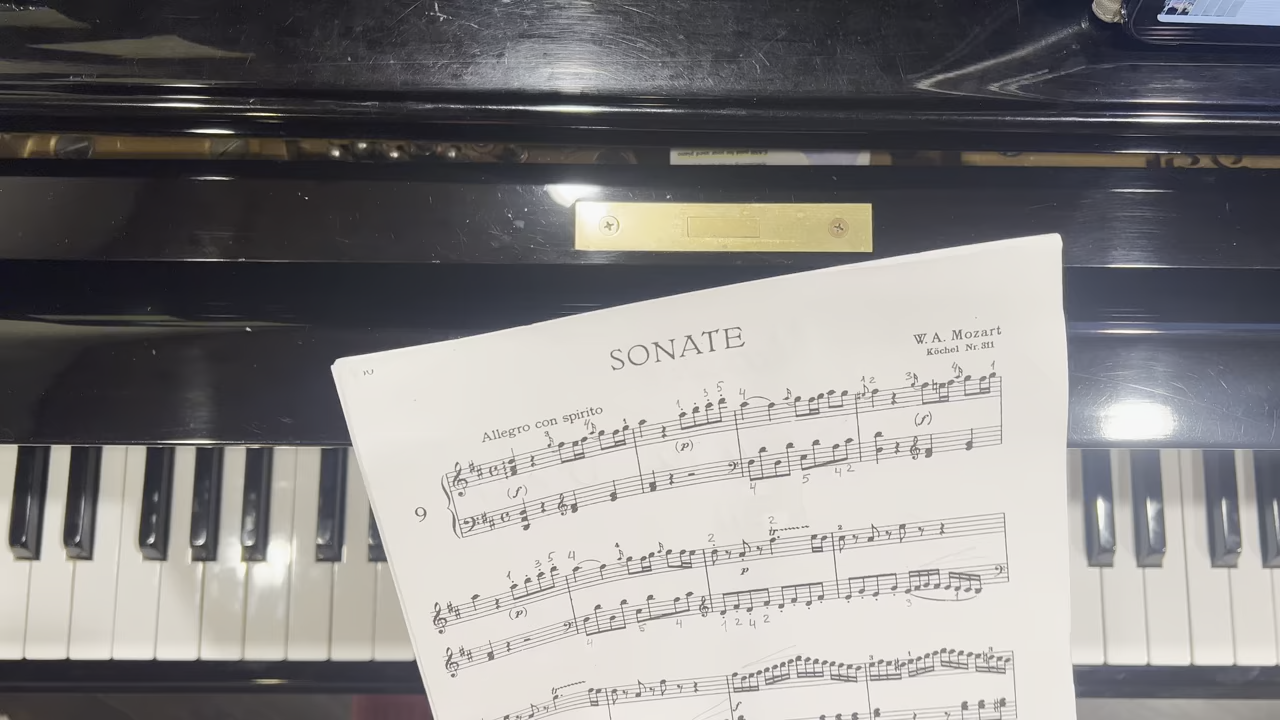 SONATE
W. A. Mozart
Köchel Nr. 311
Allegro con spirito
9